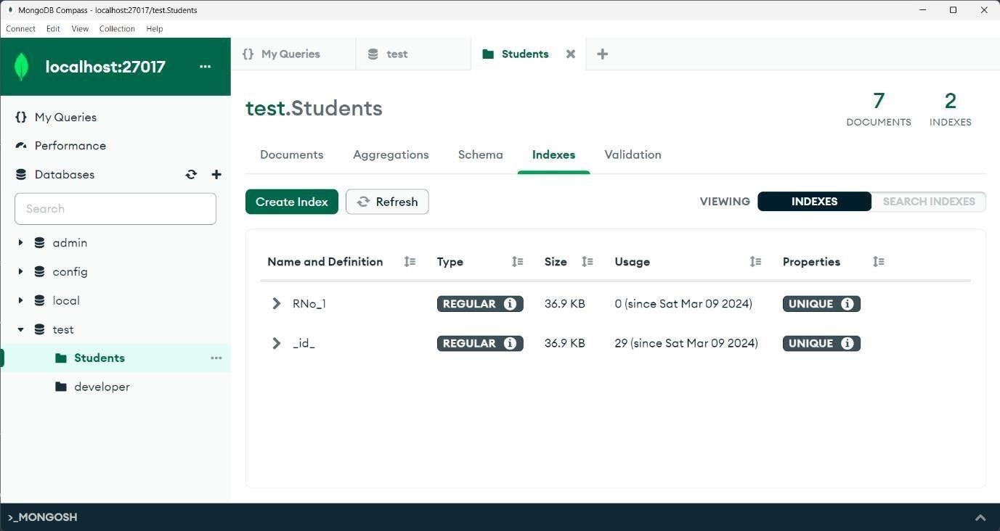 MongoDB Compass - localhost:27017/test.Students
Connect Edit View Collection Help
localhost:27017 ...
{} My Queries
test
Students
{} My Queries
Performance
Databases
Search
admin
config
local
test
Students ...
developer
test.Students
7 DOCUMENTS
2 INDEXES
Documents Aggregations Schema Indexes Validation
Create Index Refresh
VIEWING INDEXES SEARCH INDEXES
Name and Definition Type Size Usage Properties
RNo_1 REGULAR 36.9 KB 0 (since Sat Mar 09 2024) UNIQUE
_id_ REGULAR 36.9 KB 29 (since Sat Mar 09 2024) UNIQUE
>_MONGOSH